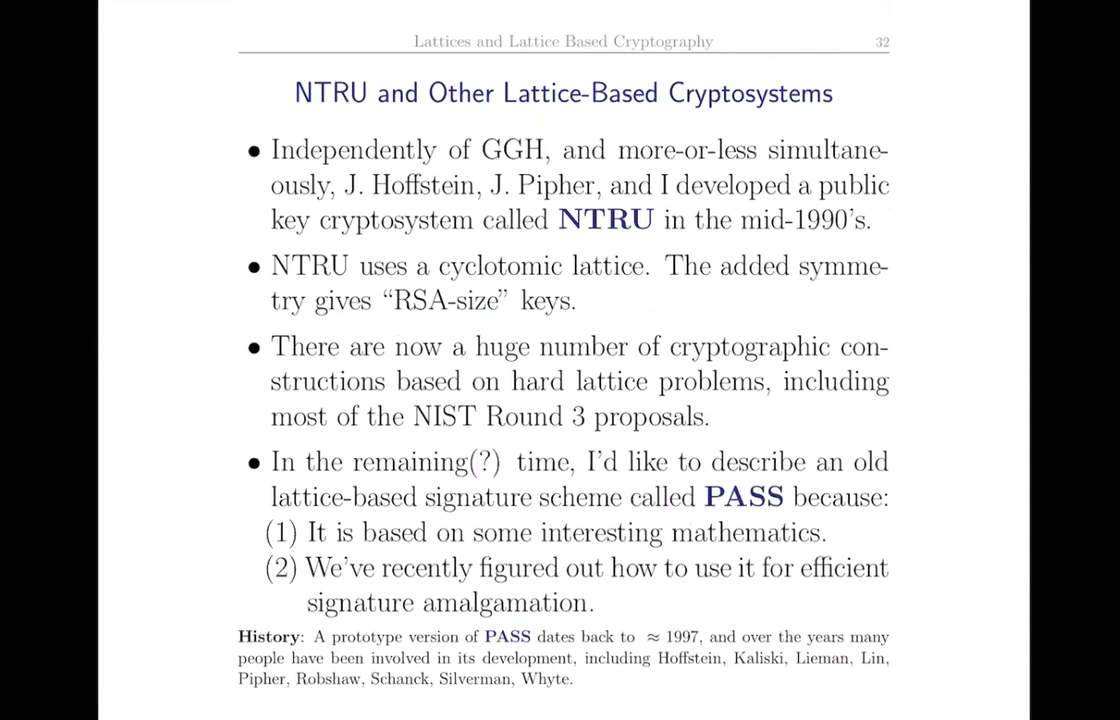 Lattices and Lattice Based Cryptography 32
NTRU and Other Lattice-Based Cryptosystems
• Independently of GGH, and more-or-less simultane-
ously, J. Hoffstein, J. Pipher, and I developed a public
key cryptosystem called NTRU in the mid-1990's.
• NTRU uses a cyclotomic lattice. The added symme-
try gives “RSA-size” keys.
• There are now a huge number of cryptographic con-
structions based on hard lattice problems, including
most of the NIST Round 3 proposals.
• In the remaining(?) time, I'd like to describe an old
lattice-based signature scheme called PASS because:
(1) It is based on some interesting mathematics.
(2) We've recently figured out how to use it for efficient
signature amalgamation.
History: A prototype version of PASS dates back to ≈ 1997, and over the years many
people have been involved in its development, including Hoffstein, Kaliski, Lieman, Lin,
Pipher, Robshaw, Schanck, Silverman, Whyte.